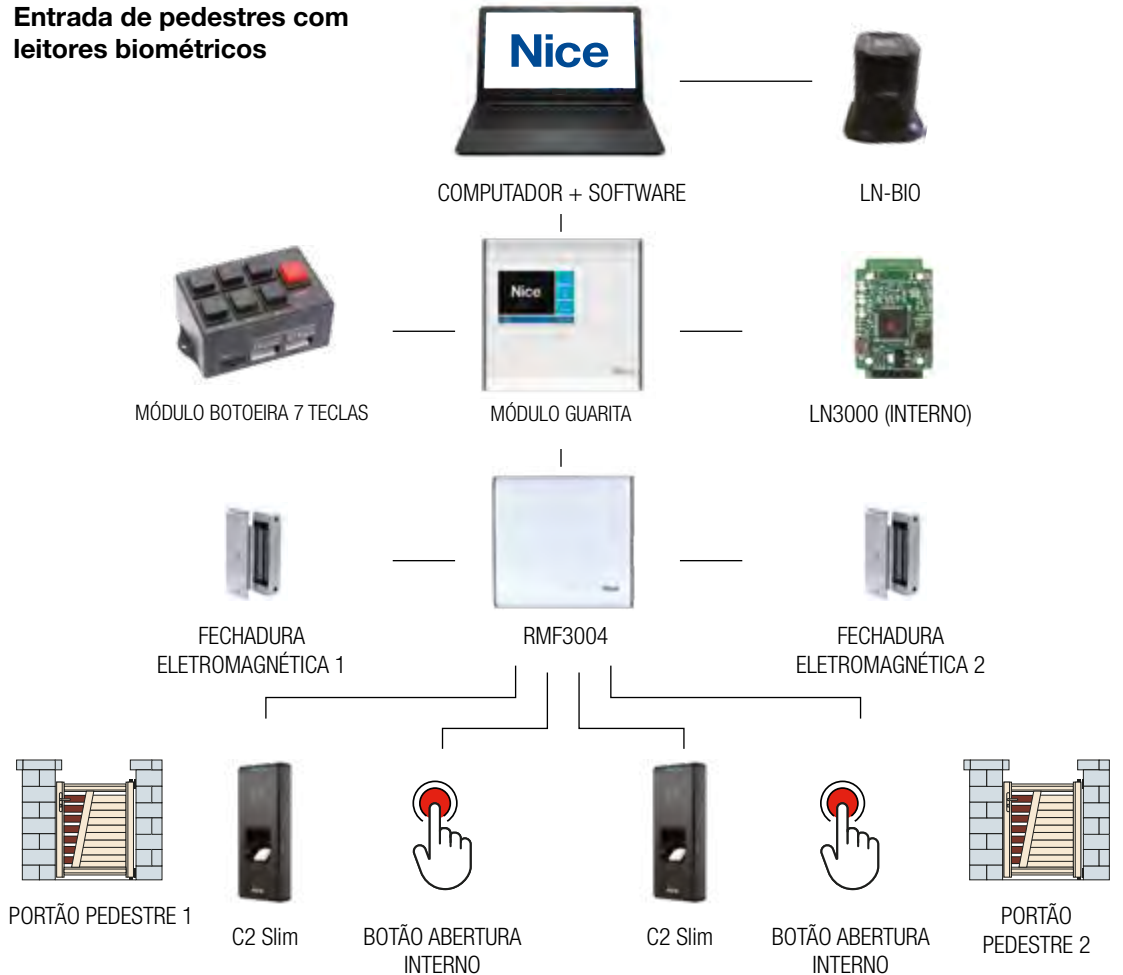 Entrada de pedestres com
leitores biométricos
Nice
COMPUTADOR + SOFTWARE
LN-BIO
Nice
MÓDULO BOTOEIRA 7 TECLAS
MÓDULO GUARITA
LN3000 (INTERNO)
FECHADURA
ELETROMAGNÉTICA 1
RMF3004
FECHADURA
ELETROMAGNÉTICA 2
PORTÃO PEDESTRE 1
C2 Slim
BOTÃO ABERTURA
INTERNO
C2 Slim
BOTÃO ABERTURA
INTERNO
PORTÃO
PEDESTRE 2